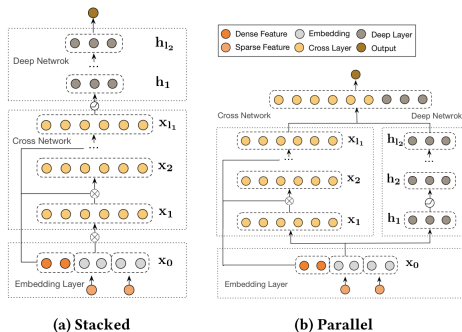 h_{l_2}
Deep Netwrok
...
h_1
x_{l_1}
Cross Network
...
x_2
x_1
x_0
Embedding Layer
(a) Stacked
Dense Feature
Embedding
Deep Layer
Sparse Feature
Cross Layer
Output
Cross Network
Deep Netwrok
x_{l_1}
...
h_{l_2}
...
x_2
h_2
x_1
h_1
x_0
Embedding Layer
(b) Parallel